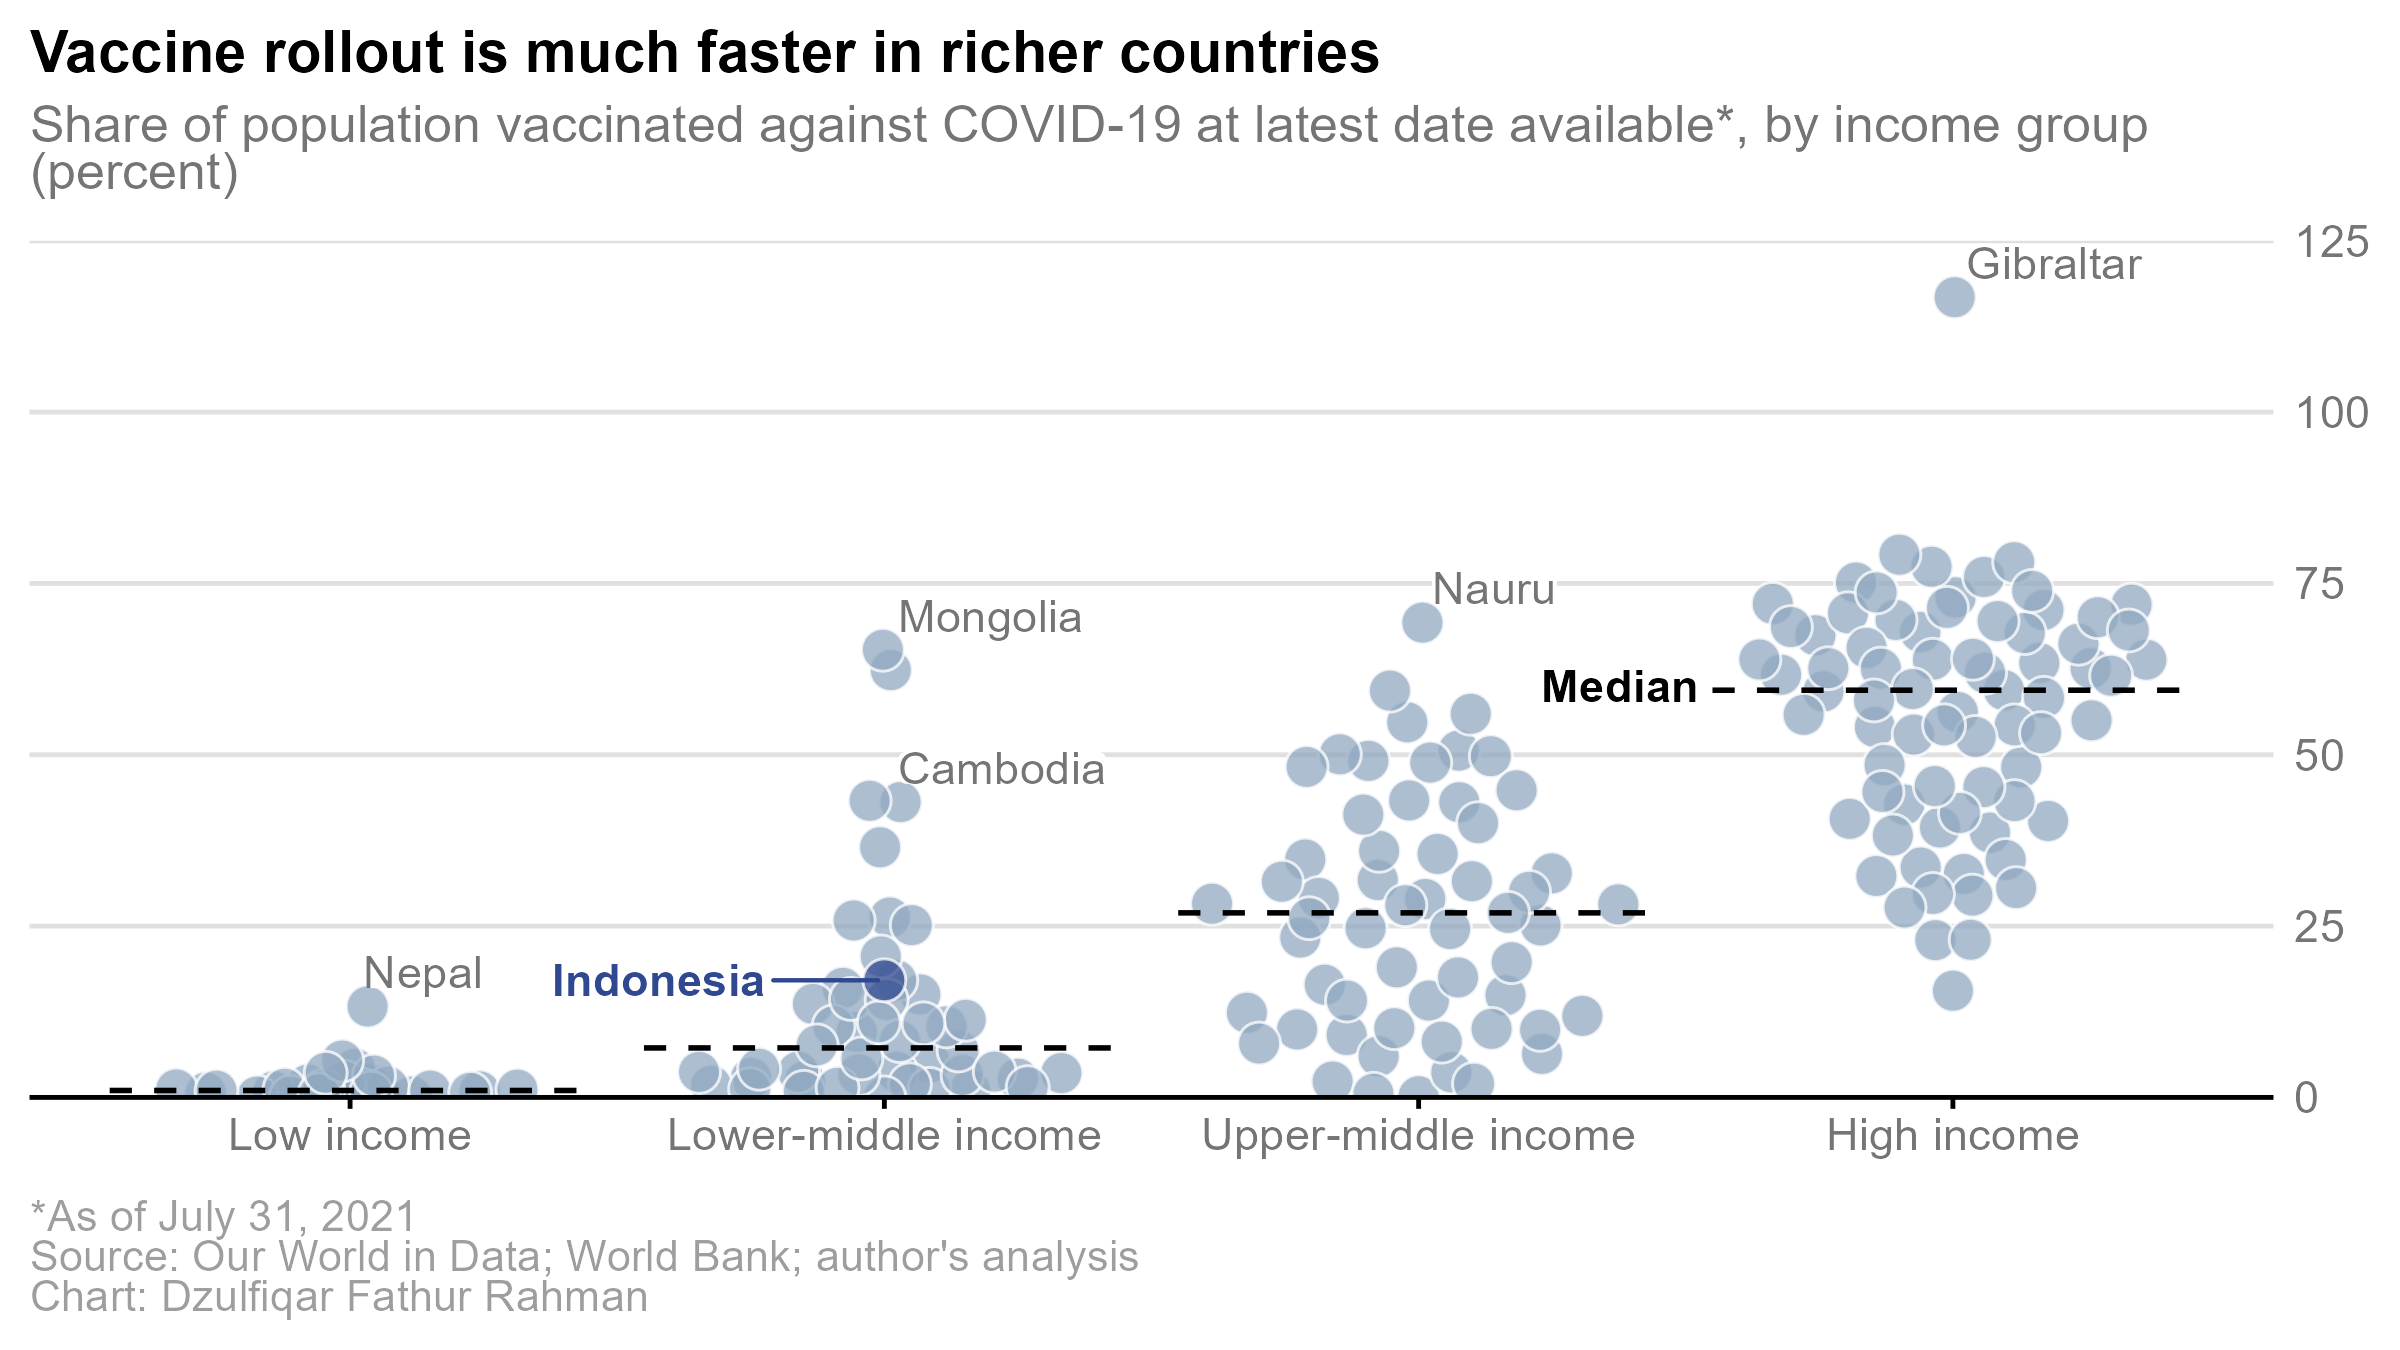 Vaccine rollout is much faster in richer countries
Share of population vaccinated against COVID-19 at latest date available*, by income group
(percent)
125
Gibraltar
100
75
Nauru
Mongolia
Median
50
Cambodia
25
Nepal
Indonesia
0
Low income
Lower-middle income
Upper-middle income
High income
*As of July 31, 2021
Source: Our World in Data; World Bank; author's analysis
Chart: Dzulfiqar Fathur Rahman